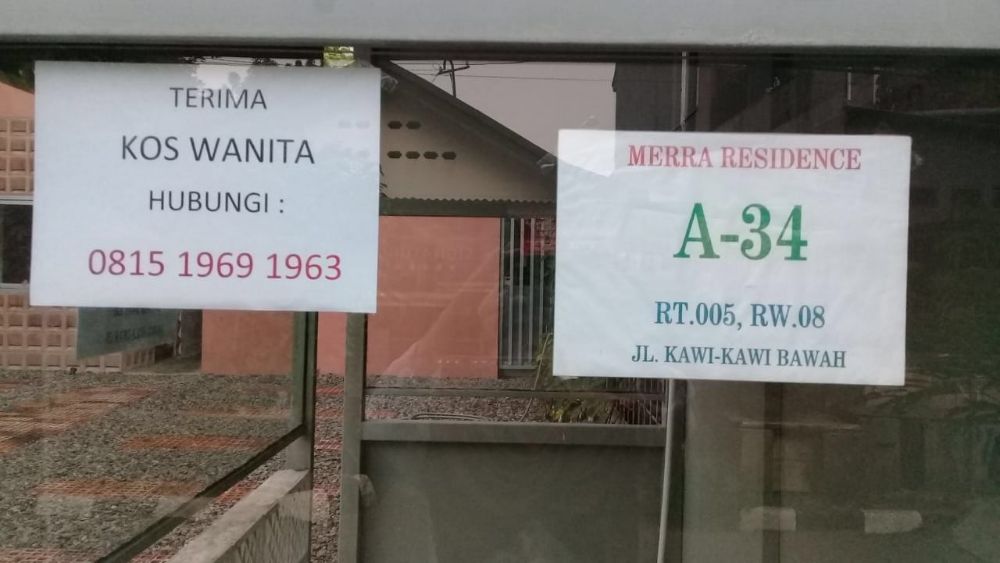 TERIMA
KOS WANITA
HUBUNGI :
0815 1969 1963
MERRA RESIDENCE
A-34
RT.005, RW.08
JL. KAWI-KAWI BAWAH